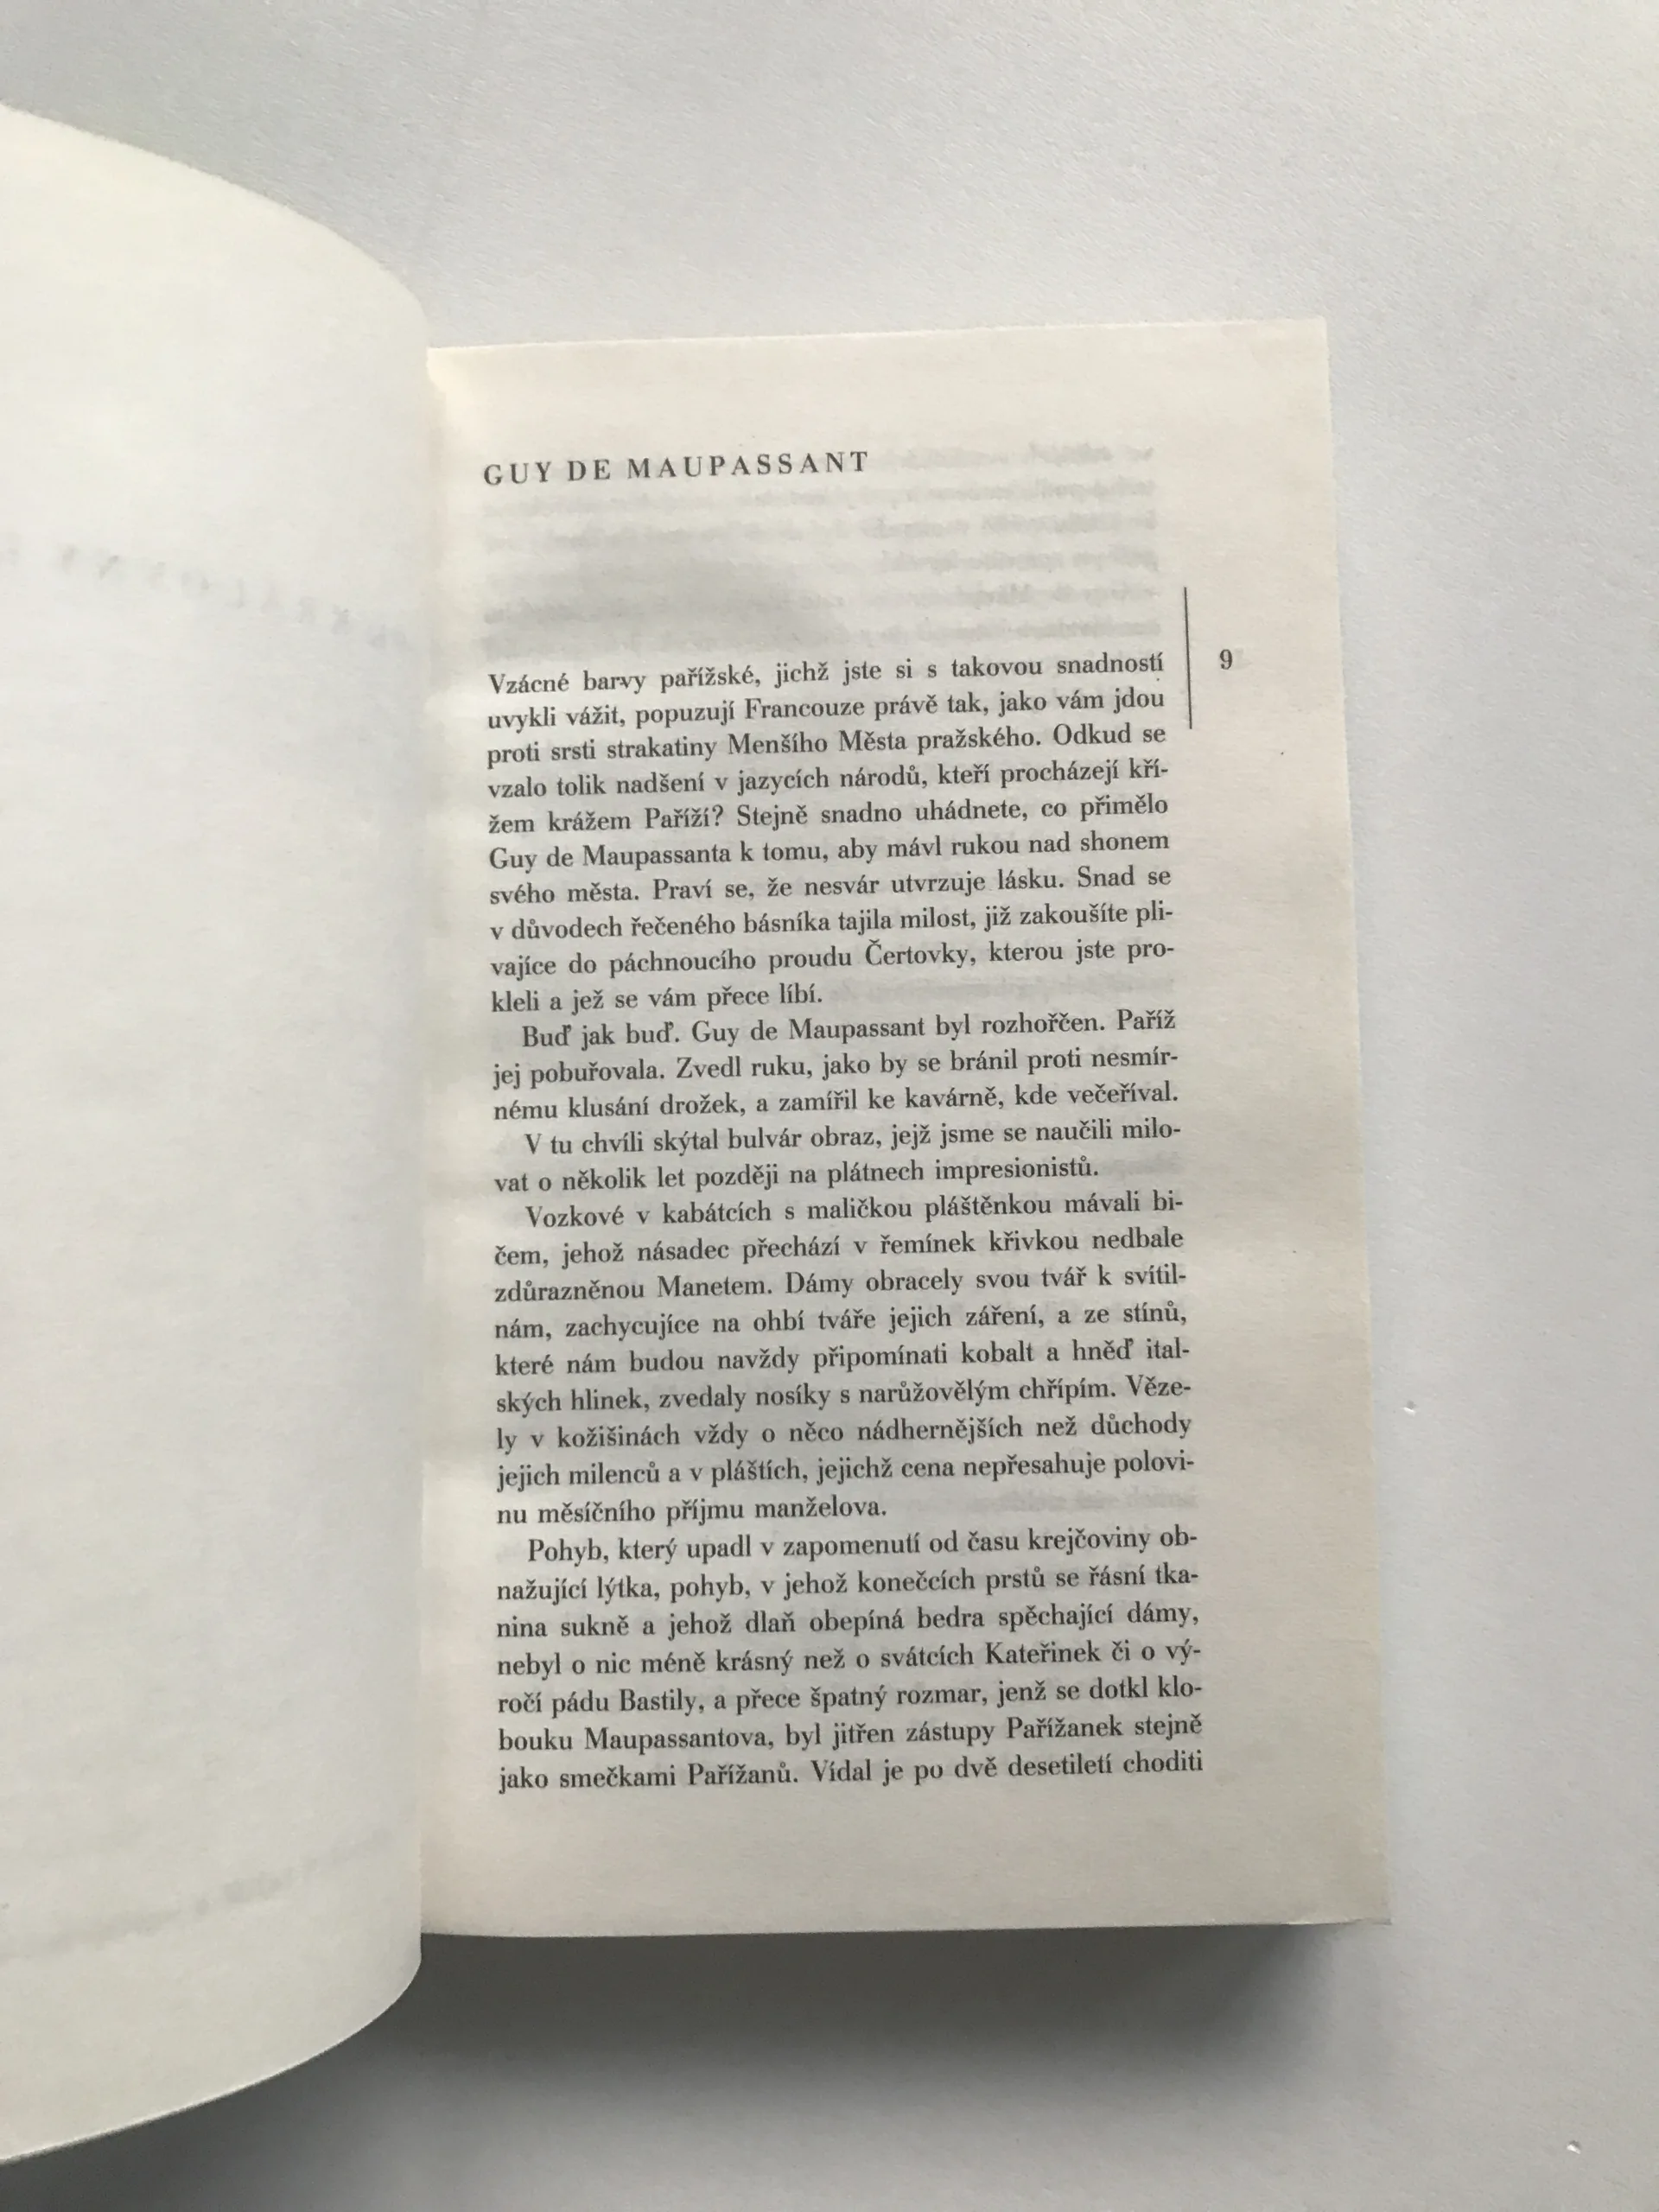 GUY DE MAUPASSANT
9
Vzácné barvy pařížské, jichž jste si s takovou snadností
uvykli vážit, popuzují Francouze právě tak, jako vám jdou
proti srsti strakatiny Menšího Města pražského. Odkud se
vzalo tolik nadšení v jazycích národů, kteří procházejí kří-
žem krážem Paříží? Stejně snadno uhádnete, co přimělo
Guy de Maupassanta k tomu, aby mávl rukou nad shonem
svého města. Praví se, že nesvár utvrzuje lásku. Snad se
v důvodech řečeného básníka tajila milost, již zakoušíte pli-
vajíce do páchnoucího proudu Čertovky, kterou jste pro-
kleli a jež se vám přece líbí.
Buď jak buď. Guy de Maupassant byl rozhořčen. Paříž
jej pobuřovala. Zvedl ruku, jako by se bránil proti nesmír-
nému klusání drožek, a zamířil ke kavárně, kde večeříval.
V tu chvíli skýtal bulvár obraz, jejž jsme se naučili milo-
vat o několik let později na plátnech impresionistů.
Vozkové v kabátcích s maličkou pláštěnkou mávali bi-
čem, jehož násadec přechází v řemínek křivkou nedbale
zdůrazněnou Manetem. Dámy obracely svou tvář k svítil-
nám, zachycujíce na ohbí tváře jejich záření, a ze stínů,
které nám budou navždy připomínati kobalt a hněď ital-
ských hlinek, zvedaly nosíky s narůžovělým chřípím. Věze-
ly v kožišinách vždy o něco nádhernějších než důchody
jejich milenců a v pláštích, jejichž cena nepřesahuje polovi-
nu měsíčního příjmu manželova.
Pohyb, který upadl v zapomenutí od času krejčoviny ob-
nažující lýtka, pohyb, v jehož konečcích prstů se řásní tka-
nina sukně a jehož dlaň obepíná bedra spěchající dámy,
nebyl o nic méně krásný než o svátcích Kateřinek či o vý-
ročí pádu Bastily, a přece špatný rozmar, jenž se dotkl klo-
bouku Maupassantova, byl jitřen zástupy Pařížanek stejně
jako smečkami Pařížanů. Vídal je po dvě desetiletí choditi